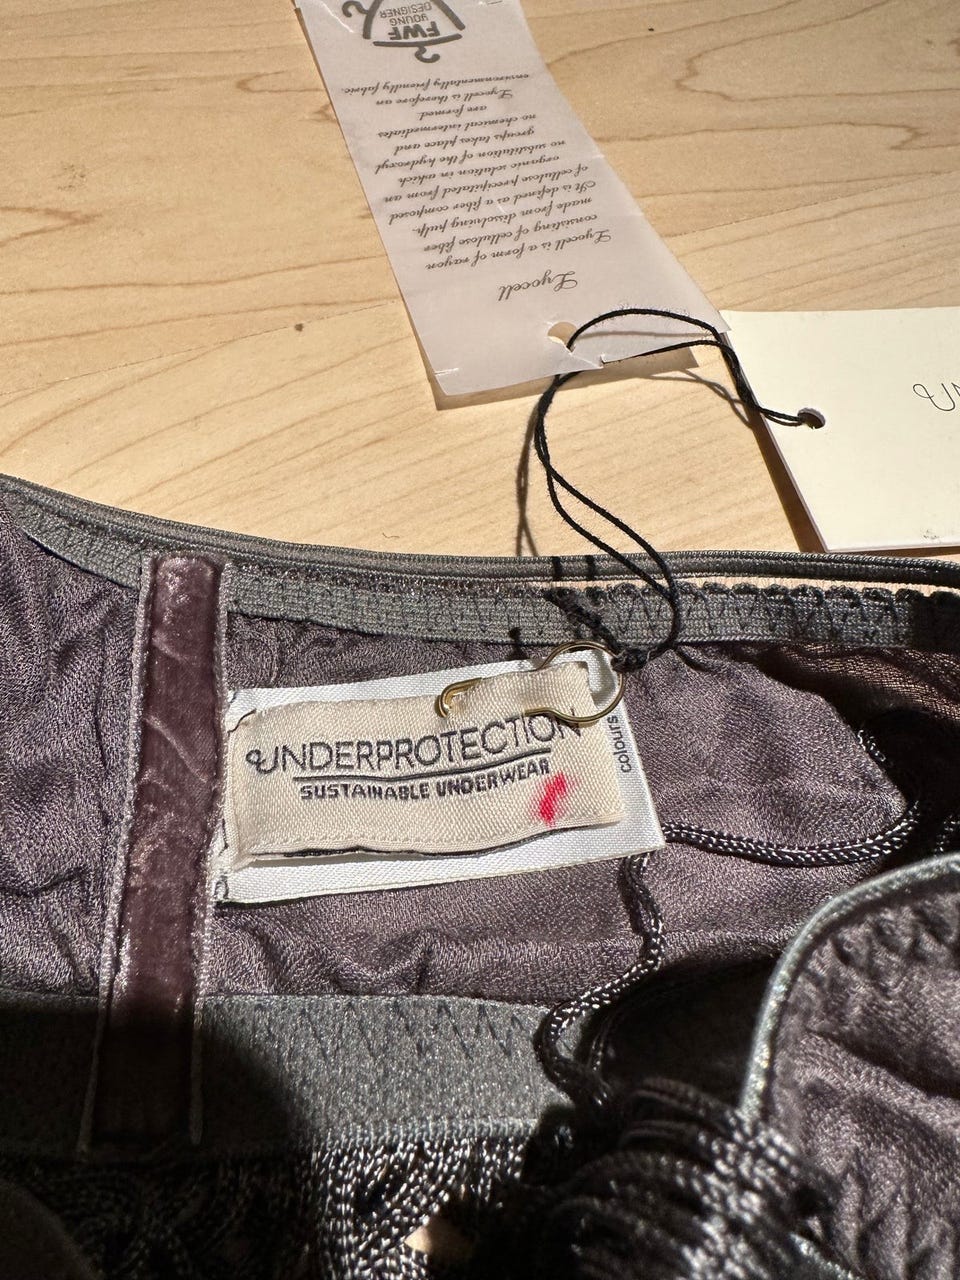 Lyocell
Lyocell is a form of rayon
consisting of cellulose fiber
made from dissolving pulp.
It is defined as a fiber composed
of cellulose precipitated from an
organic solution in which
no substitution of the hydroxyl
groups takes place and
no chemical intermediates
are formed.
Lyocell is therefore an
environmentally friendly fabric.
FWF
YOUNG
DESIGNER
UN
UNDERPROTECTION
SUSTAINABLE UNDERWEAR
colours